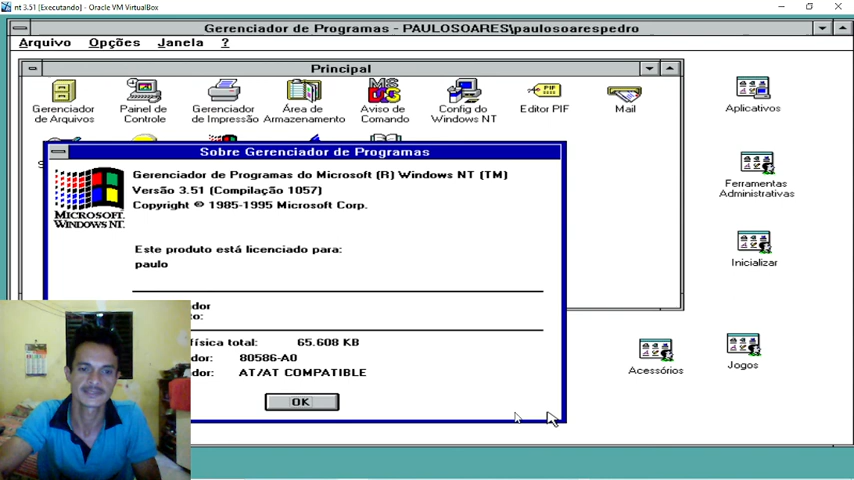 nt 3.51 [Executando] - Oracle VM VirtualBox
Gerenciador de Programas - PAULOSOARES\paulosoarespedro
Arquivo Opções Janela ?
Principal
Gerenciador
de Arquivos
Painel de
Controle
Gerenciador
de Impressão
Área de
Armazenamento
Aviso de
Comando
Config do
Windows NT
Editor PIF
Mail
Aplicativos
Ferramentas
Administrativas
Inicializar
Acessórios
Jogos
Sobre Gerenciador de Programas
MICROSOFT
WINDOWS NT
Gerenciador de Programas do Microsoft (R) Windows NT (TM)
Versão 3.51 (Compilação 1057)
Copyright © 1985-1995 Microsoft Corp.
Este produto está licenciado para:
paulo
ador
to:
física total: 65.608 KB
dor: 80586-A0
dor: AT/AT COMPATIBLE
OK